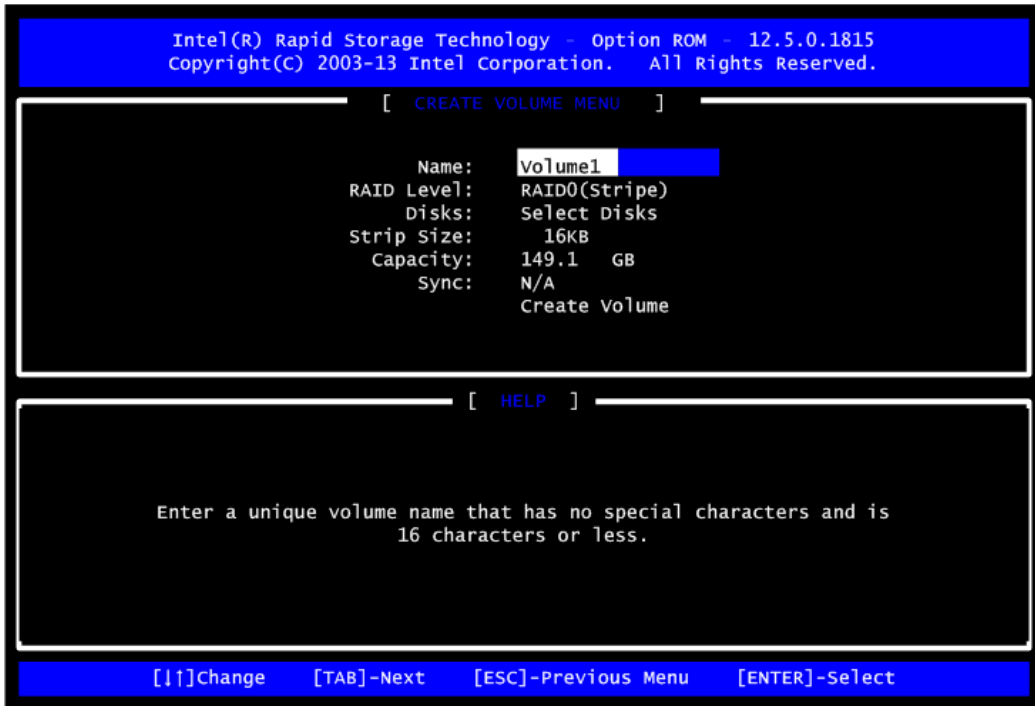 Intel(R) Rapid Storage Technology – Option ROM – 12.5.0.1815
Copyright(C) 2003-13 Intel Corporation. All Rights Reserved.
[ CREATE VOLUME MENU ]
Name: Volume1
RAID Level: RAID0(Stripe)
Disks: Select Disks
Strip Size: 16KB
Capacity: 149.1 GB
Sync: N/A
Create Volume
[ HELP ]
Enter a unique volume name that has no special characters and is
16 characters or less.
[↓↑]Change [TAB]-Next [ESC]-Previous Menu [ENTER]-Select